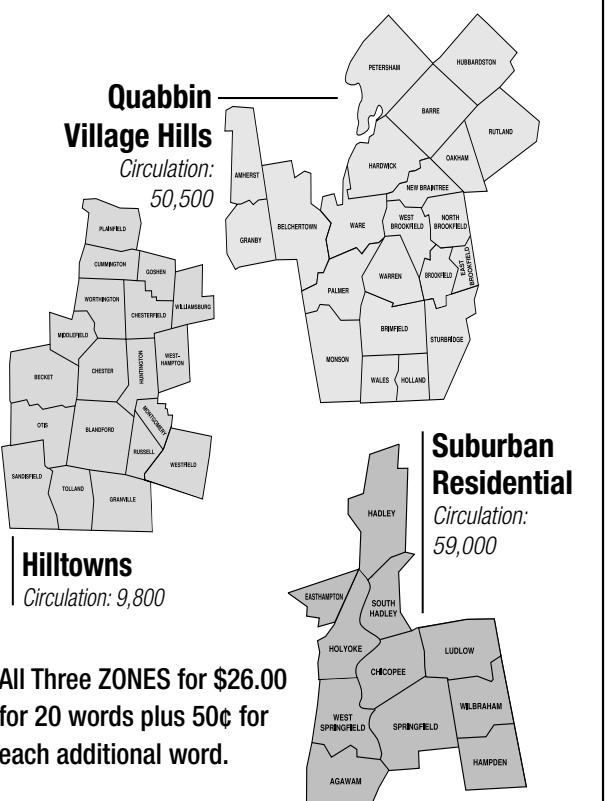 Quabbin
Village Hills
Circulation:
50,500
PETERSHAM
HUBBARDSTON
BARRE
RUTLAND
HARDWICK
OAKHAM
NEW BRAINTREE
AMHERST
GRANBY
BELCHERTOWN
WARE
WEST
BROOKFIELD
NORTH
BROOKFIELD
EAST
BROOKFIELD
BROOKFIELD
WARREN
PALMER
BRIMFIELD
STURBRIDGE
MONSON
WALES
HOLLAND
PLAINFIELD
CUMMINGTON
GOSHEN
WORTHINGTON
WILLIAMSBURG
CHESTERFIELD
MIDDLEFIELD
WEST-
HAMPTON
HUNTINGTON
CHESTER
BECKET
MONTGOMERY
OTIS
BLANDFORD
RUSSELL
WESTFIELD
SANDISFIELD
TOLLAND
GRANVILLE
Hilltowns
Circulation: 9,800
Suburban
Residential
Circulation:
59,000
HADLEY
EASTHAMPTON
SOUTH
HADLEY
HOLYOKE
LUDLOW
CHICOPEE
WILBRAHAM
WEST
SPRINGFIELD
SPRINGFIELD
HAMPDEN
AGAWAM
All Three ZONES for $26.00
for 20 words plus 50¢ for
each additional word.